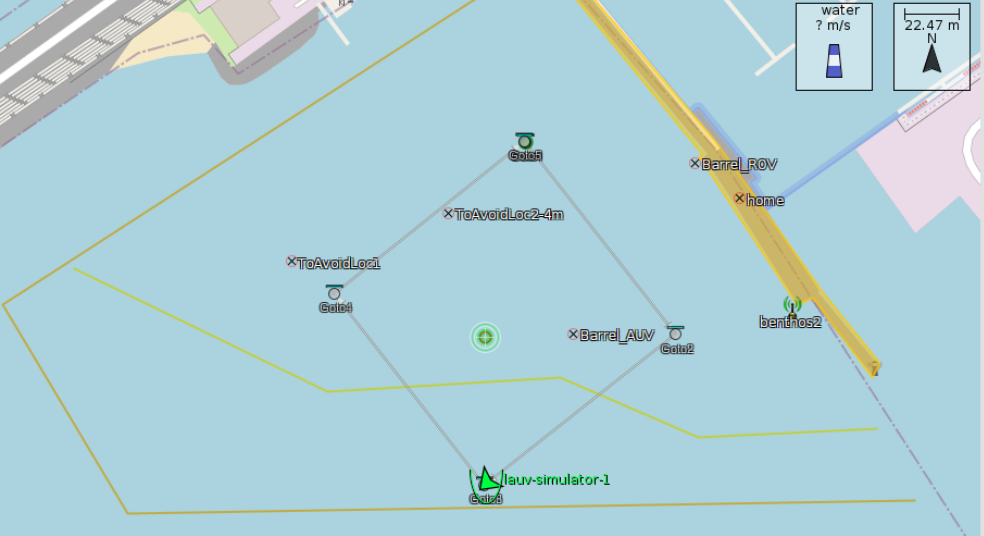 water
? m/s
22.47 m
N
Goto5
Barrel_ROV
home
ToAvoidLoc2-4m
ToAvoidLoc1
Goto4
benthos2
Barrel_AUV
Goto2
lauv-simulator-1
Goto3